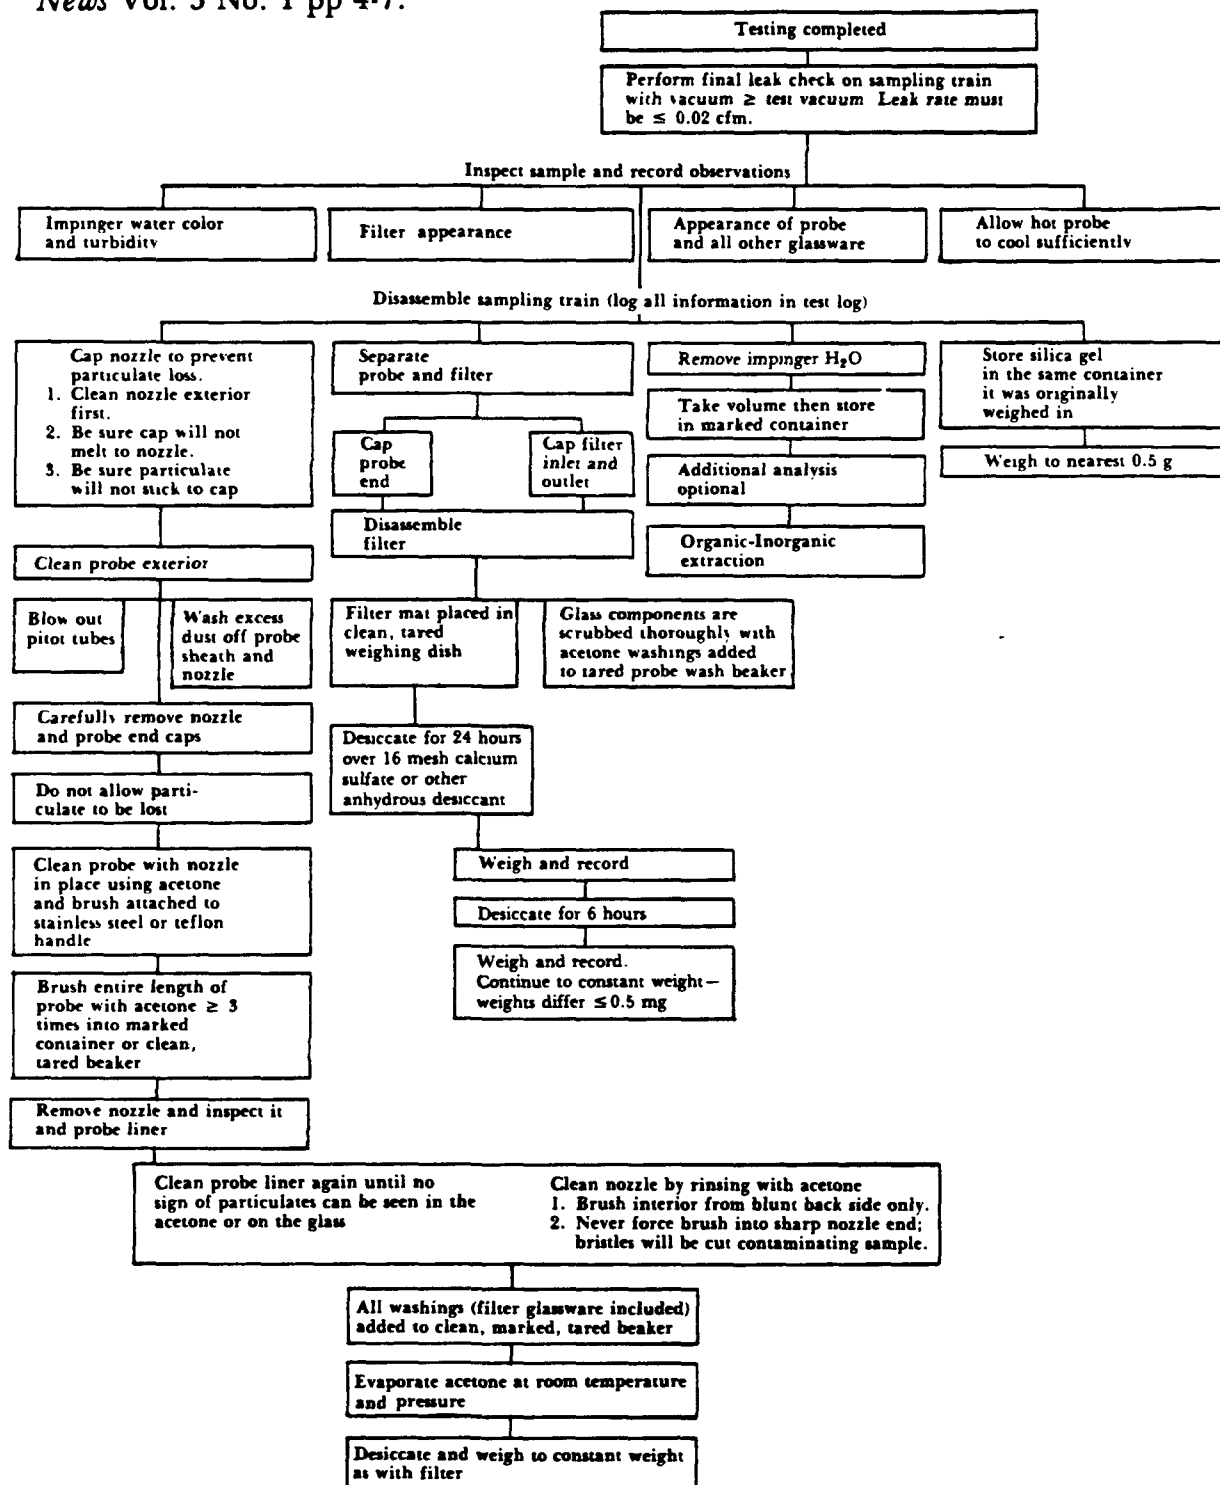 News Vol. 3 No. 1 pp 4-7.
Testing completed
Perform final leak check on sampling train
with vacuum ≥ test vacuum Leak rate must
be ≤ 0.02 cfm.
Inspect sample and record observations
Impinger water color
and turbidity
Filter appearance
Appearance of probe
and all other glassware
Allow hot probe
to cool sufficiently
Disassemble sampling train (log all information in test log)
Cap nozzle to prevent
particulate loss.
1. Clean nozzle exterior
first.
2. Be sure cap will not
melt to nozzle.
3. Be sure particulate
will not stick to cap
Clean probe exterior
Blow out
pitot tubes
Wash excess
dust off probe
sheath and
nozzle
Carefully remove nozzle
and probe end caps
Do not allow parti-
culate to be lost
Clean probe with nozzle
in place using acetone
and brush attached to
stainless steel or teflon
handle
Brush entire length of
probe with acetone ≥ 3
times into marked
container or clean,
tared beaker
Remove nozzle and inspect it
and probe liner
Separate
probe and filter
Cap
probe
end
Cap filter
inlet and
outlet
Disassemble
filter
Filter mat placed in
clean, tared
weighing dish
Glass components are
scrubbed thoroughly with
acetone washings added
to tared probe wash beaker
Desiccate for 24 hours
over 16 mesh calcium
sulfate or other
anhydrous desiccant
Weigh and record
Desiccate for 6 hours
Weigh and record.
Continue to constant weight—
weights differ ≤0.5 mg
Remove impinger H₂O
Take volume then store
in marked container
Additional analysis
optional
Organic-Inorganic
extraction
Store silica gel
in the same container
it was originally
weighed in
Weigh to nearest 0.5 g
Clean probe liner again until no
sign of particulates can be seen in the
acetone or on the glass
Clean nozzle by rinsing with acetone
1. Brush interior from blunt back side only.
2. Never force brush into sharp nozzle end;
bristles will be cut contaminating sample.
All washings (filter glassware included)
added to clean, marked, tared beaker
Evaporate acetone at room temperature
and pressure
Desiccate and weigh to constant weight
as with filter